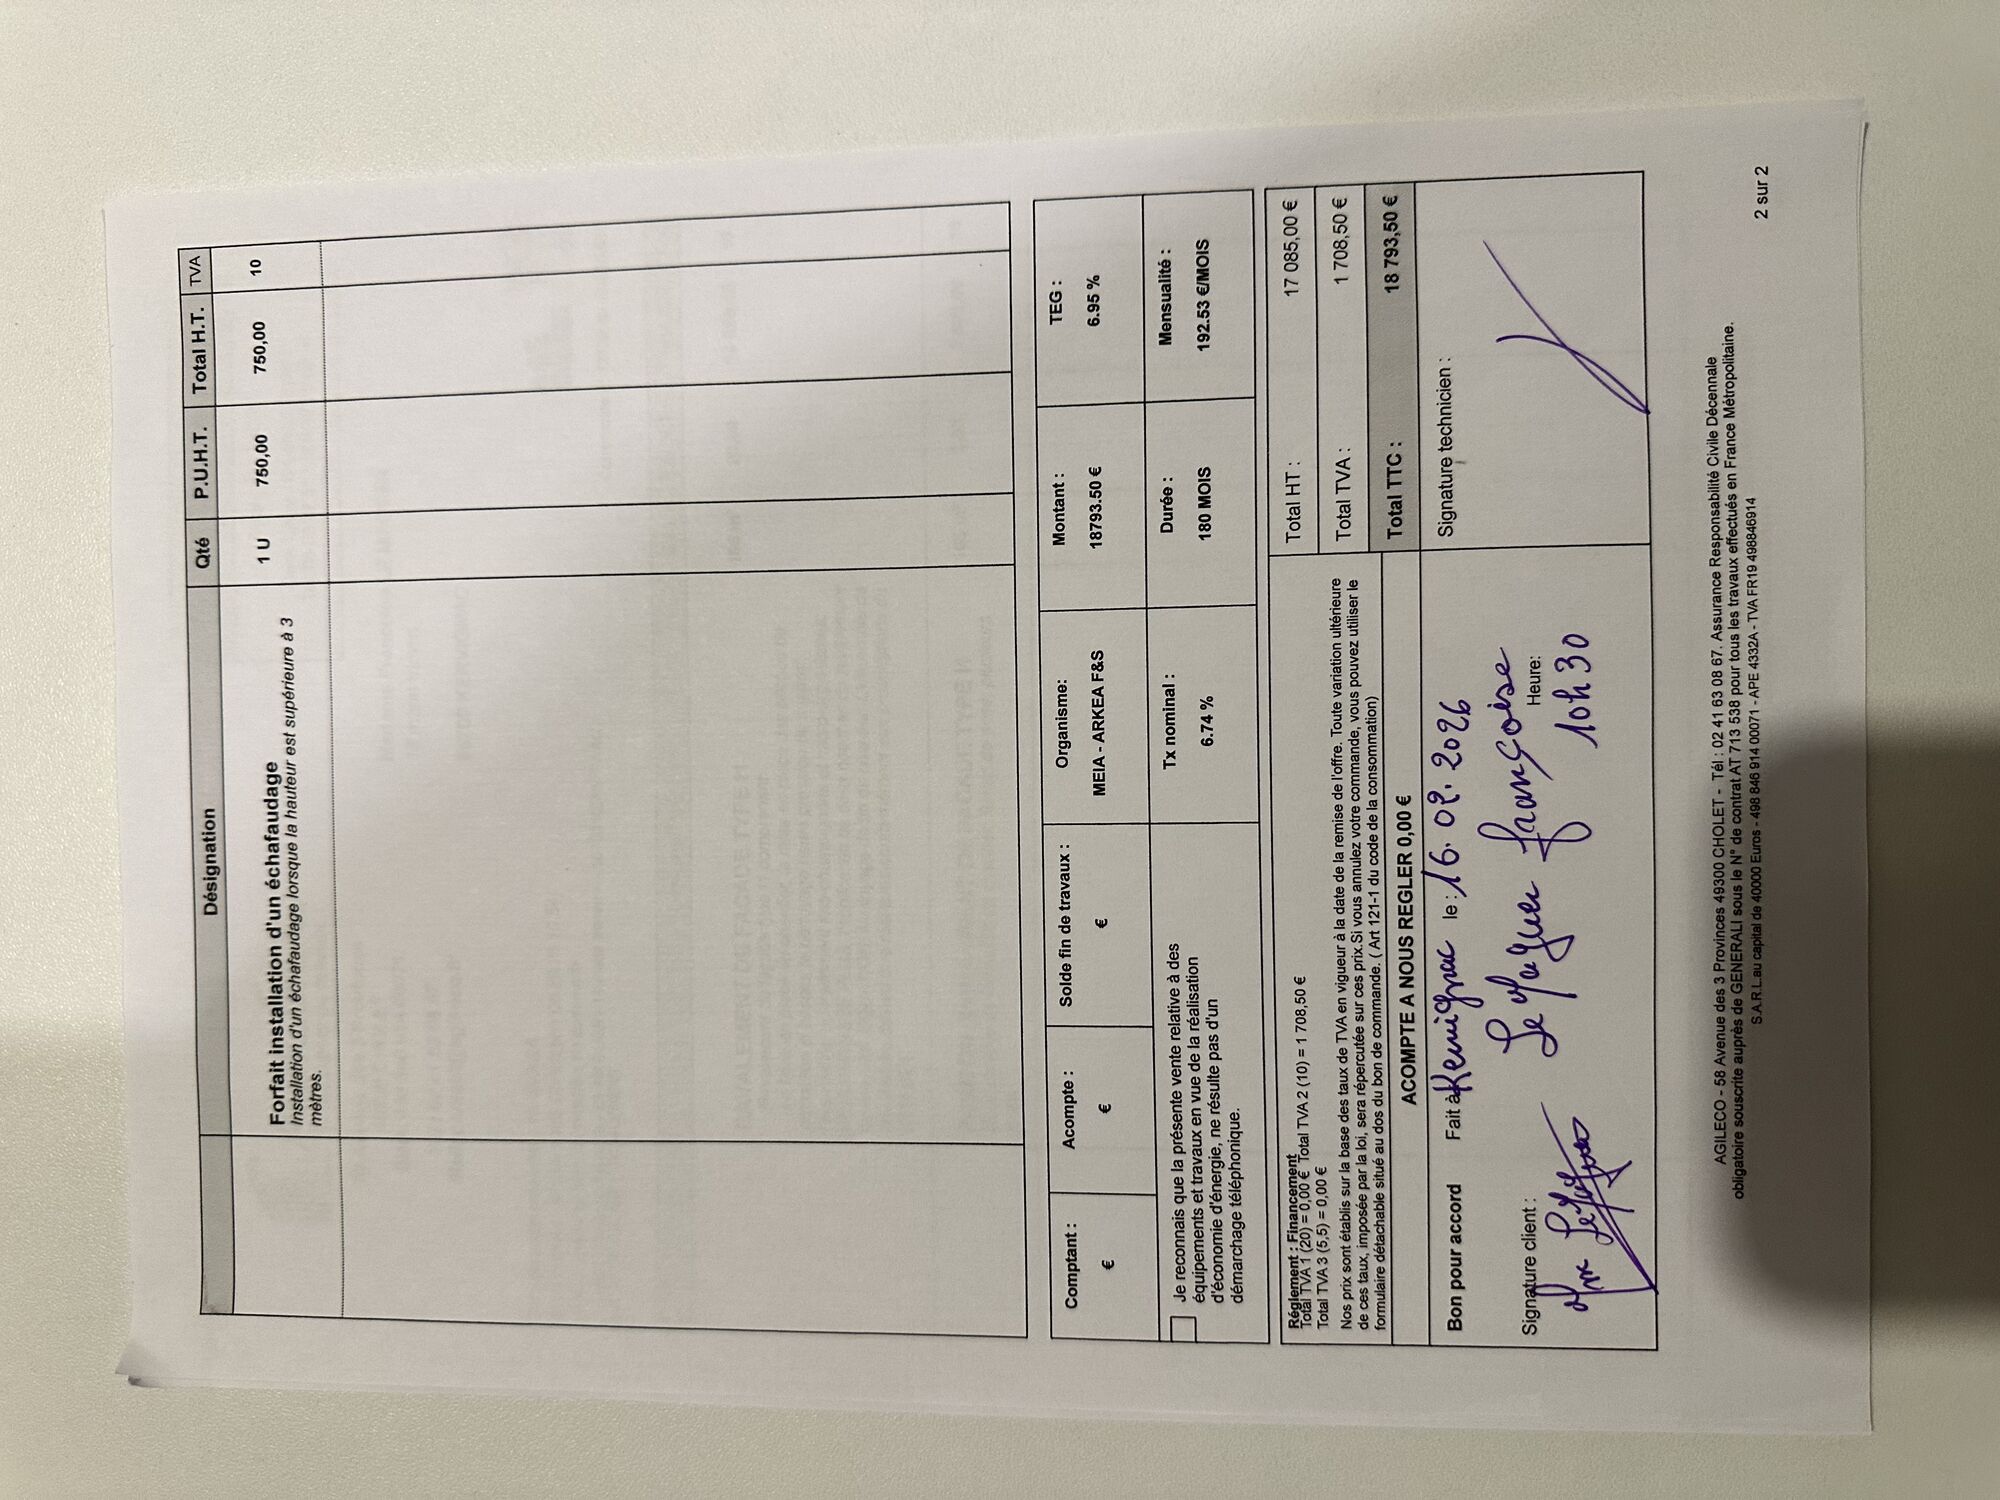 Désignation Qté P.U.H.T. Total H.T. TVA
Forfait installation d'un échafaudage 1 U 750,00 750,00 10
Installation d'un échafaudage lorsque la hauteur est supérieure à 3
mètres.
Comptant : Acompte : Solde fin de travaux : Organisme: Montant : TEG :
€ € € MEIA - ARKEA F&S 18793.50 € 6.95 %
Je reconnais que la présente vente relative à des
équipements et travaux en vue de la réalisation
d'économie d'énergie, ne résulte pas d'un
démarchage téléphonique.
Tx nominal : Durée : Mensualité :
6.74 % 180 MOIS 192.53 €/MOIS
Réglement : Financement
Total TVA 1 (20) = 0,00 € Total TVA 2 (10) = 1 708,50 €
Total TVA 3 (5,5) = 0,00 €
Nos prix sont établis sur la base des taux de TVA en vigueur à la date de la remise de l'offre. Toute variation ultérieure
de ces taux, imposée par la loi, sera répercutée sur ces prix.Si vous annulez votre commande, vous pouvez utiliser le
formulaire détachable situé au dos du bon de commande. ( Art 121-1 du code de la consommation)
Total HT : 17 085,00 €
Total TVA : 1 708,50 €
Total TTC : 18 793,50 €
ACOMPTE A NOUS REGLER 0,00 €
Bon pour accord Fait à Kervignac le : 16.02.2026
Signature client : Le Maguer Françoise
Heure:
10h30
Mme
Signature technicien :
AGILECO - 58 Avenue des 3 Provinces 49300 CHOLET - Tél : 02 41 63 08 67. Assurance Responsabilité Civile Décennale
obligatoire souscrite auprès de GENERALI sous le N° de contrat AT 713 538 pour tous les travaux effectués en France Métropolitaine.
S.A.R.L.au capital de 40000 Euros - 498 846 914 00071 - APE 4332A - TVA FR19 498846914
2 sur 2